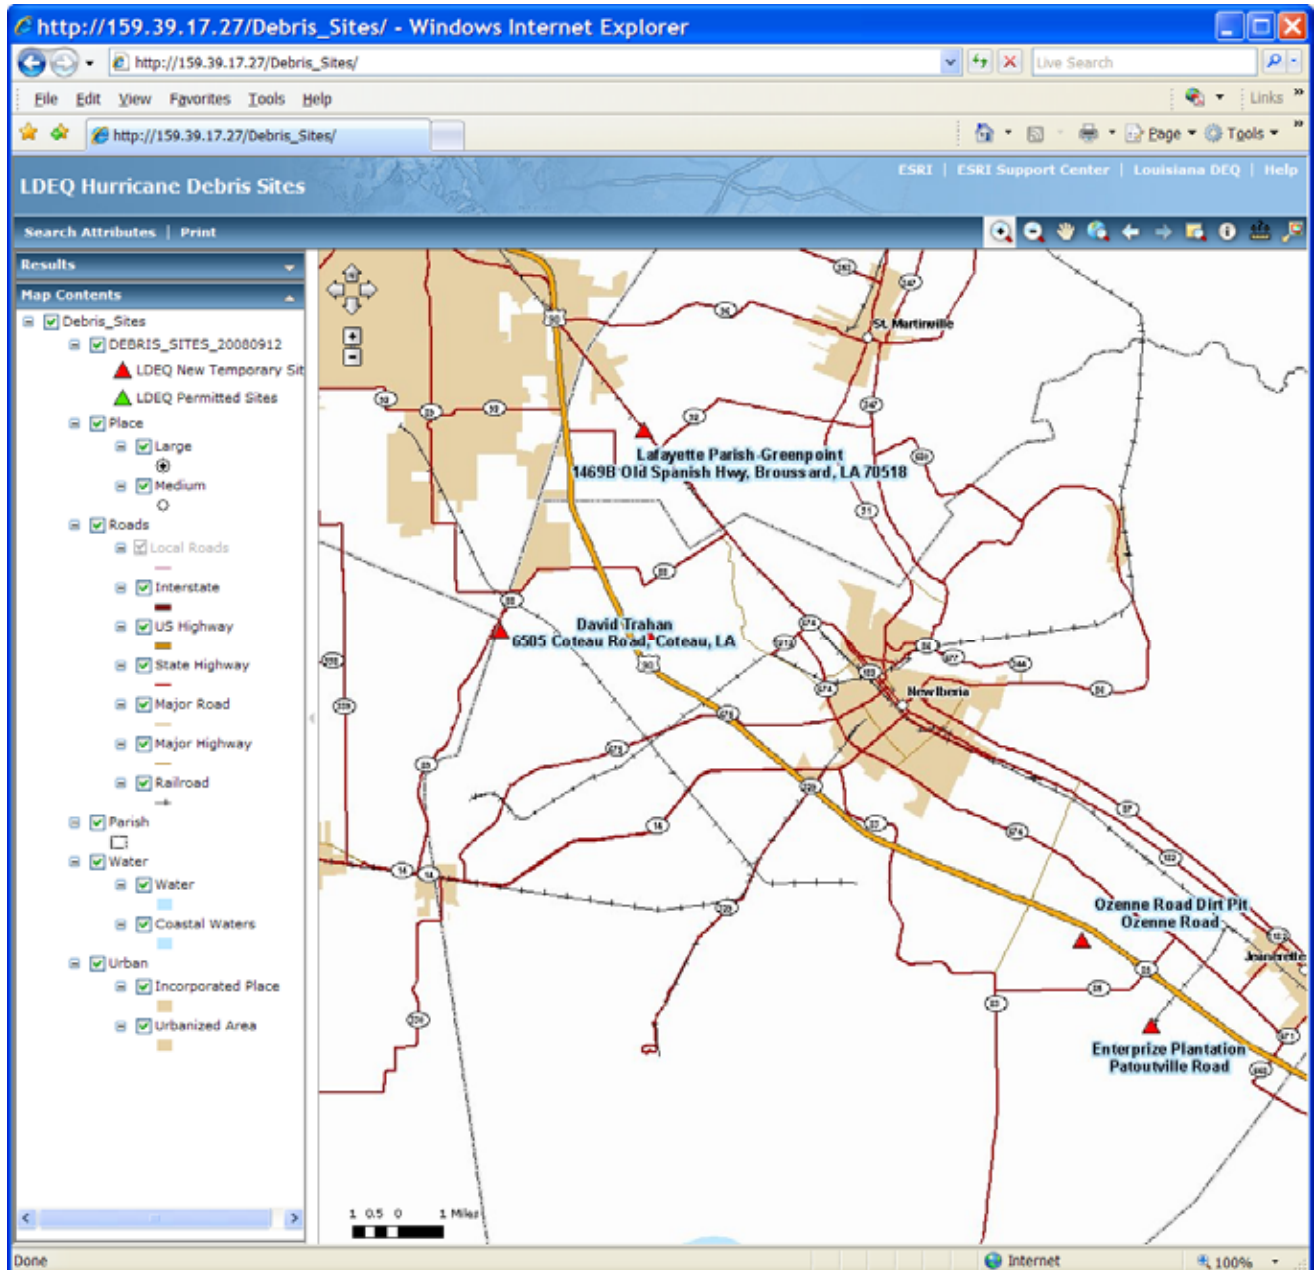 http://159.39.17.27/Debris_Sites/ - Windows Internet Explorer
http://159.39.17.27/Debris_Sites/
Live Search
File Edit View Favorites Tools Help
Links
http://159.39.17.27/Debris_Sites/
Page Tools
ESRI | ESRI Support Center | Louisiana DEQ | Help
LDEQ Hurricane Debris Sites
Search Attributes | Print
Results
Map Contents
Debris_Sites
DEBRIS_SITES_20080912
LDEQ New Temporary Sit
LDEQ Permitted Sites
Place
Large
Medium
Roads
Local Roads
Interstate
US Highway
State Highway
Major Road
Major Highway
Railroad
Parish
Water
Water
Coastal Waters
Urban
Incorporated Place
Urbanized Area
St. Martinville
Lafayette Parish-Greenpoint
1469B Old Spanish Hwy, Broussard, LA 70518
David Trahan
6505 Coteau Road, Coteau, LA
90
New Iberia
14
14
14
Ozenne Road Dirt Pit
Ozenne Road
Jeanerette
Enterprize Plantation
Patoutville Road
1 0.5 0 1 Miles
Done
Internet
100%